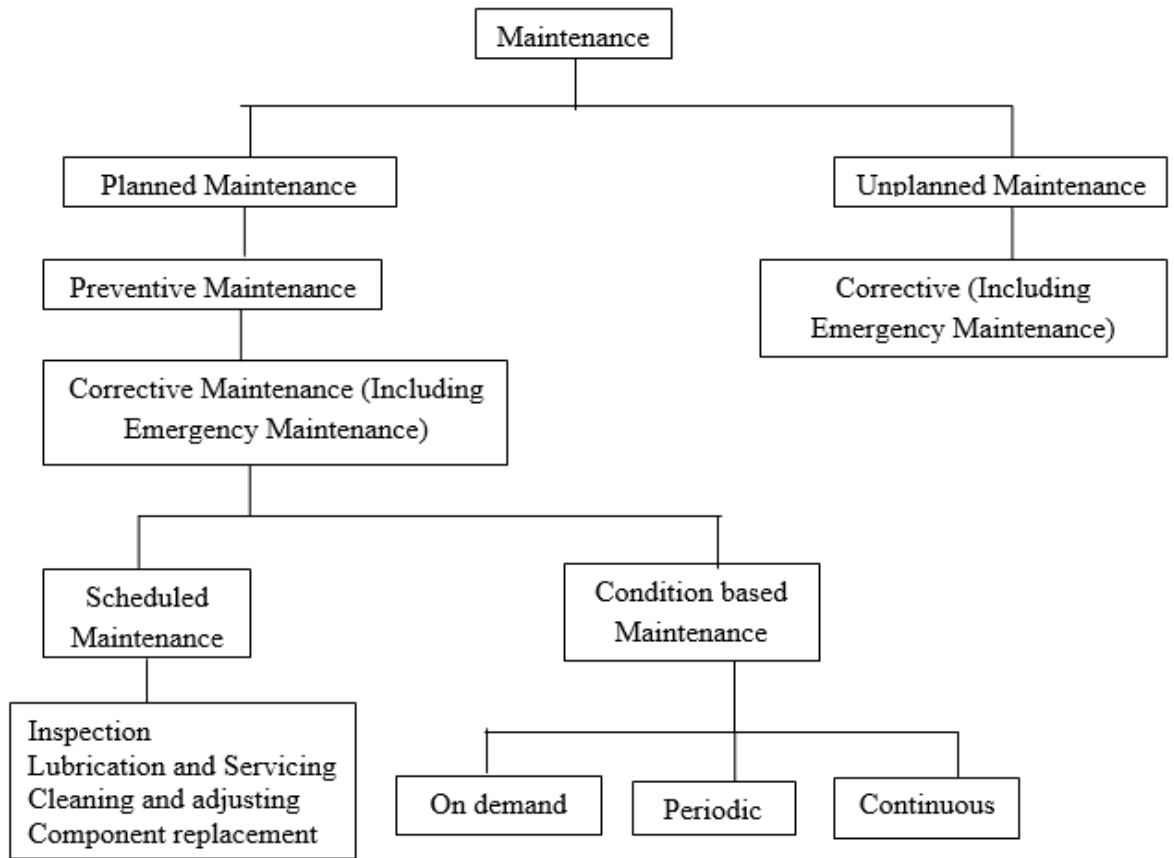 Maintenance
Planned Maintenance
Unplanned Maintenance
Preventive Maintenance
Corrective (Including
Emergency Maintenance)
Corrective Maintenance (Including
Emergency Maintenance)
Scheduled
Maintenance
Condition based
Maintenance
Inspection
Lubrication and Servicing
Cleaning and adjusting
Component replacement
On demand
Periodic
Continuous